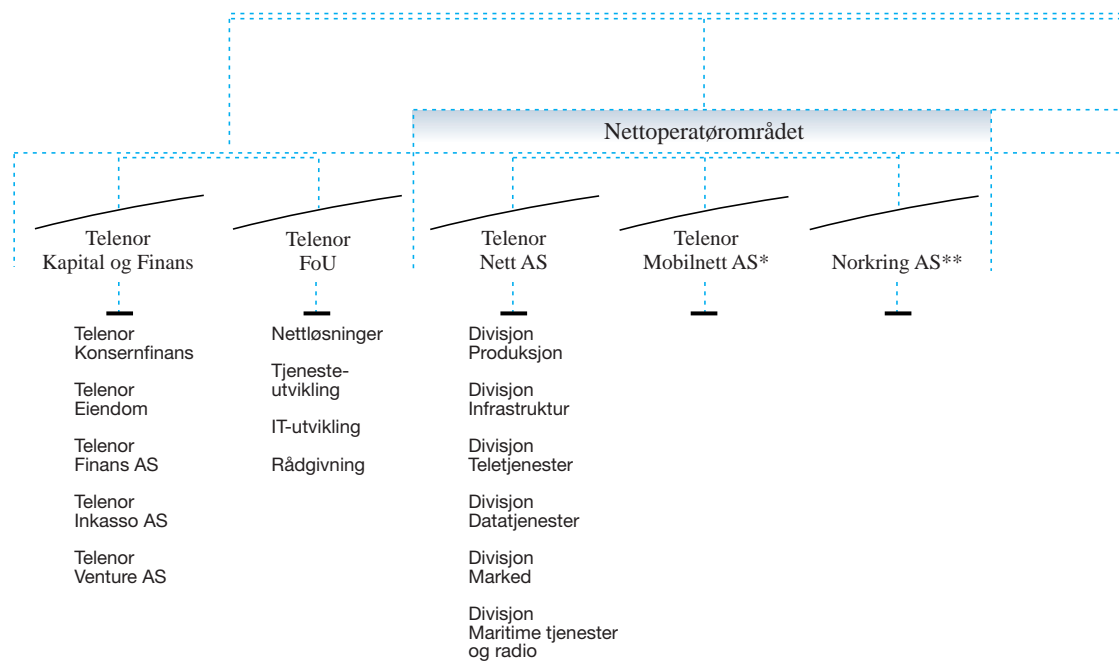 Nettoperatørområdet
Telenor
Kapital og Finans
Telenor
FoU
Telenor
Nett AS
Telenor
Mobilnett AS*
Norkring AS**
Telenor
Konsernfinans
Telenor
Eiendom
Telenor
Finans AS
Telenor
Inkasso AS
Telenor
Venture AS
Nettløsninger
Tjeneste-
utvikling
IT-utvikling
Rådgivning
Divisjon
Produksjon
Divisjon
Infrastruktur
Divisjon
Teletjenester
Divisjon
Datatjenester
Divisjon
Marked
Divisjon
Maritime tjenester
og radio